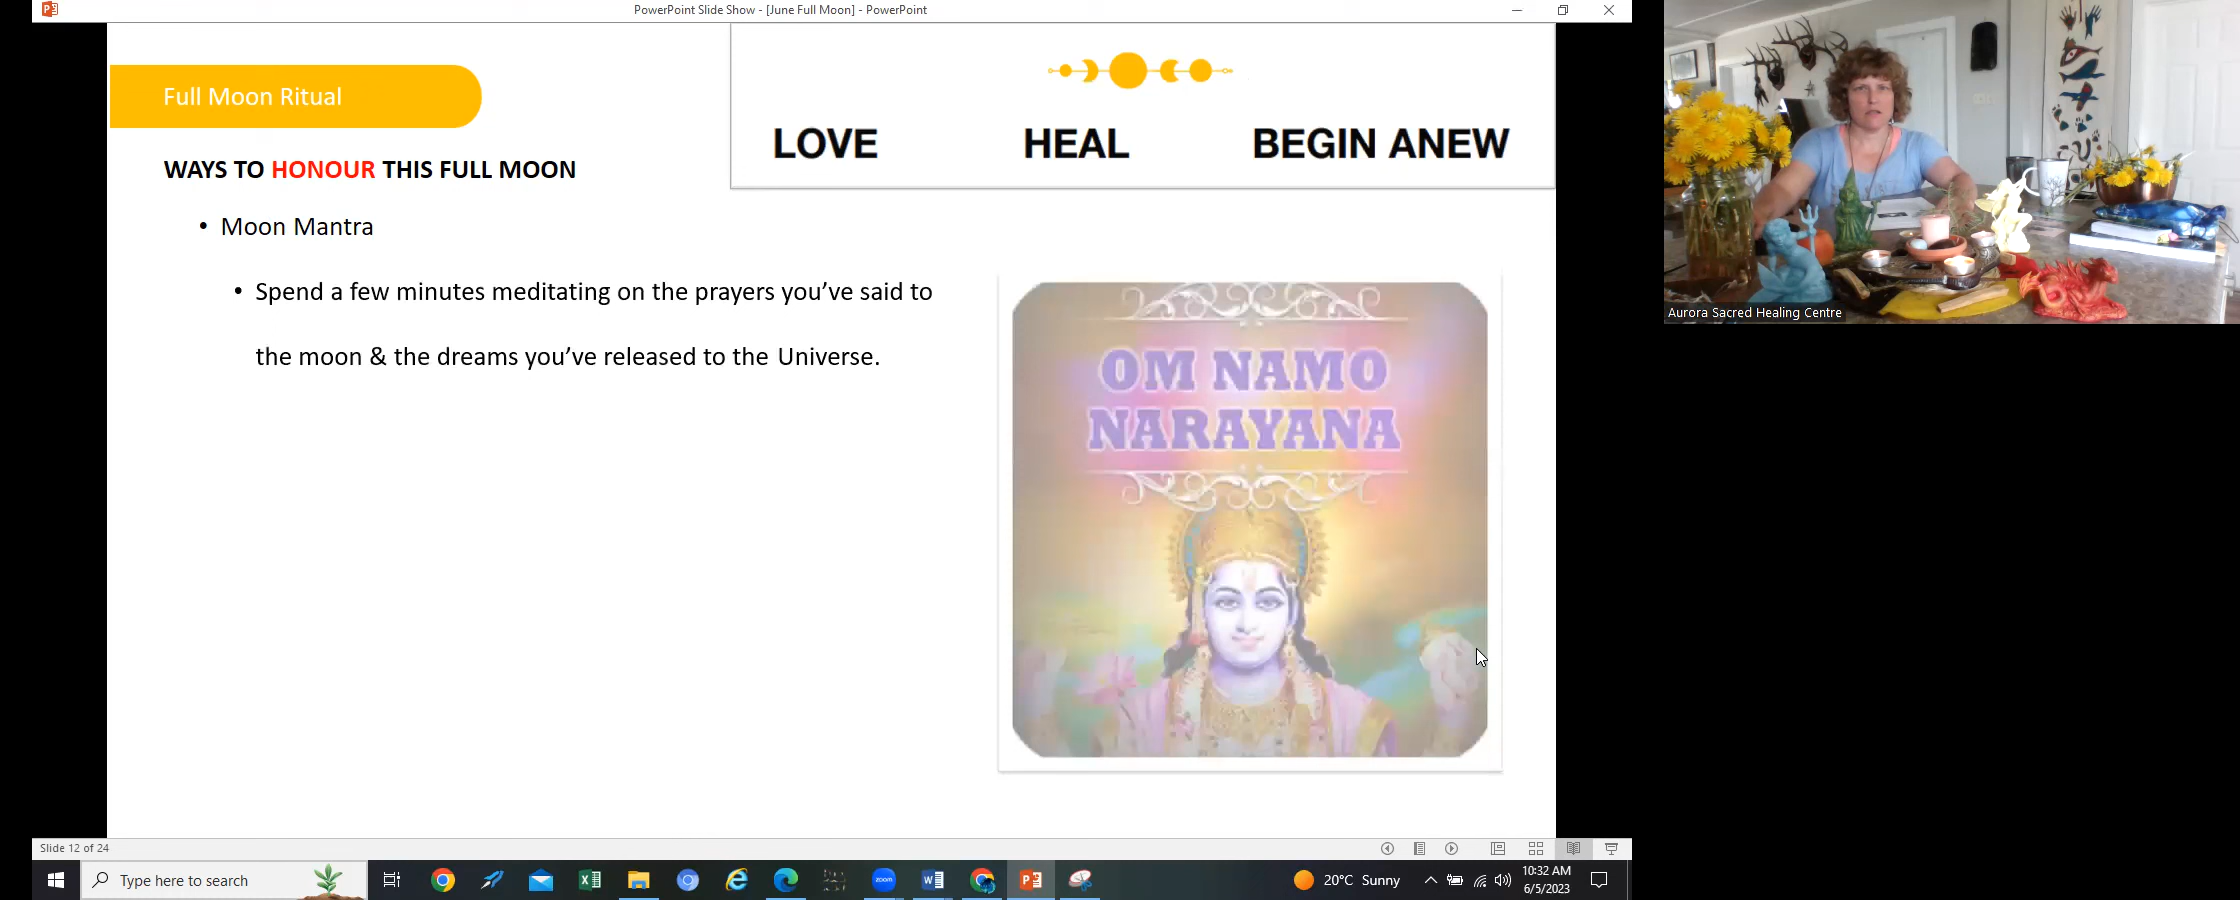 PowerPoint Slide Show - [June Full Moon] - PowerPoint
Full Moon Ritual
LOVE HEAL BEGIN ANEW
WAYS TO HONOUR THIS FULL MOON
• Moon Mantra
• Spend a few minutes meditating on the prayers you’ve said to
the moon & the dreams you’ve released to the Universe.
OM NAMO
NARAYANA
Aurora Sacred Healing Centre
Slide 12 of 24
Type here to search
zoom
20°C Sunny
10:32 AM
6/5/2023